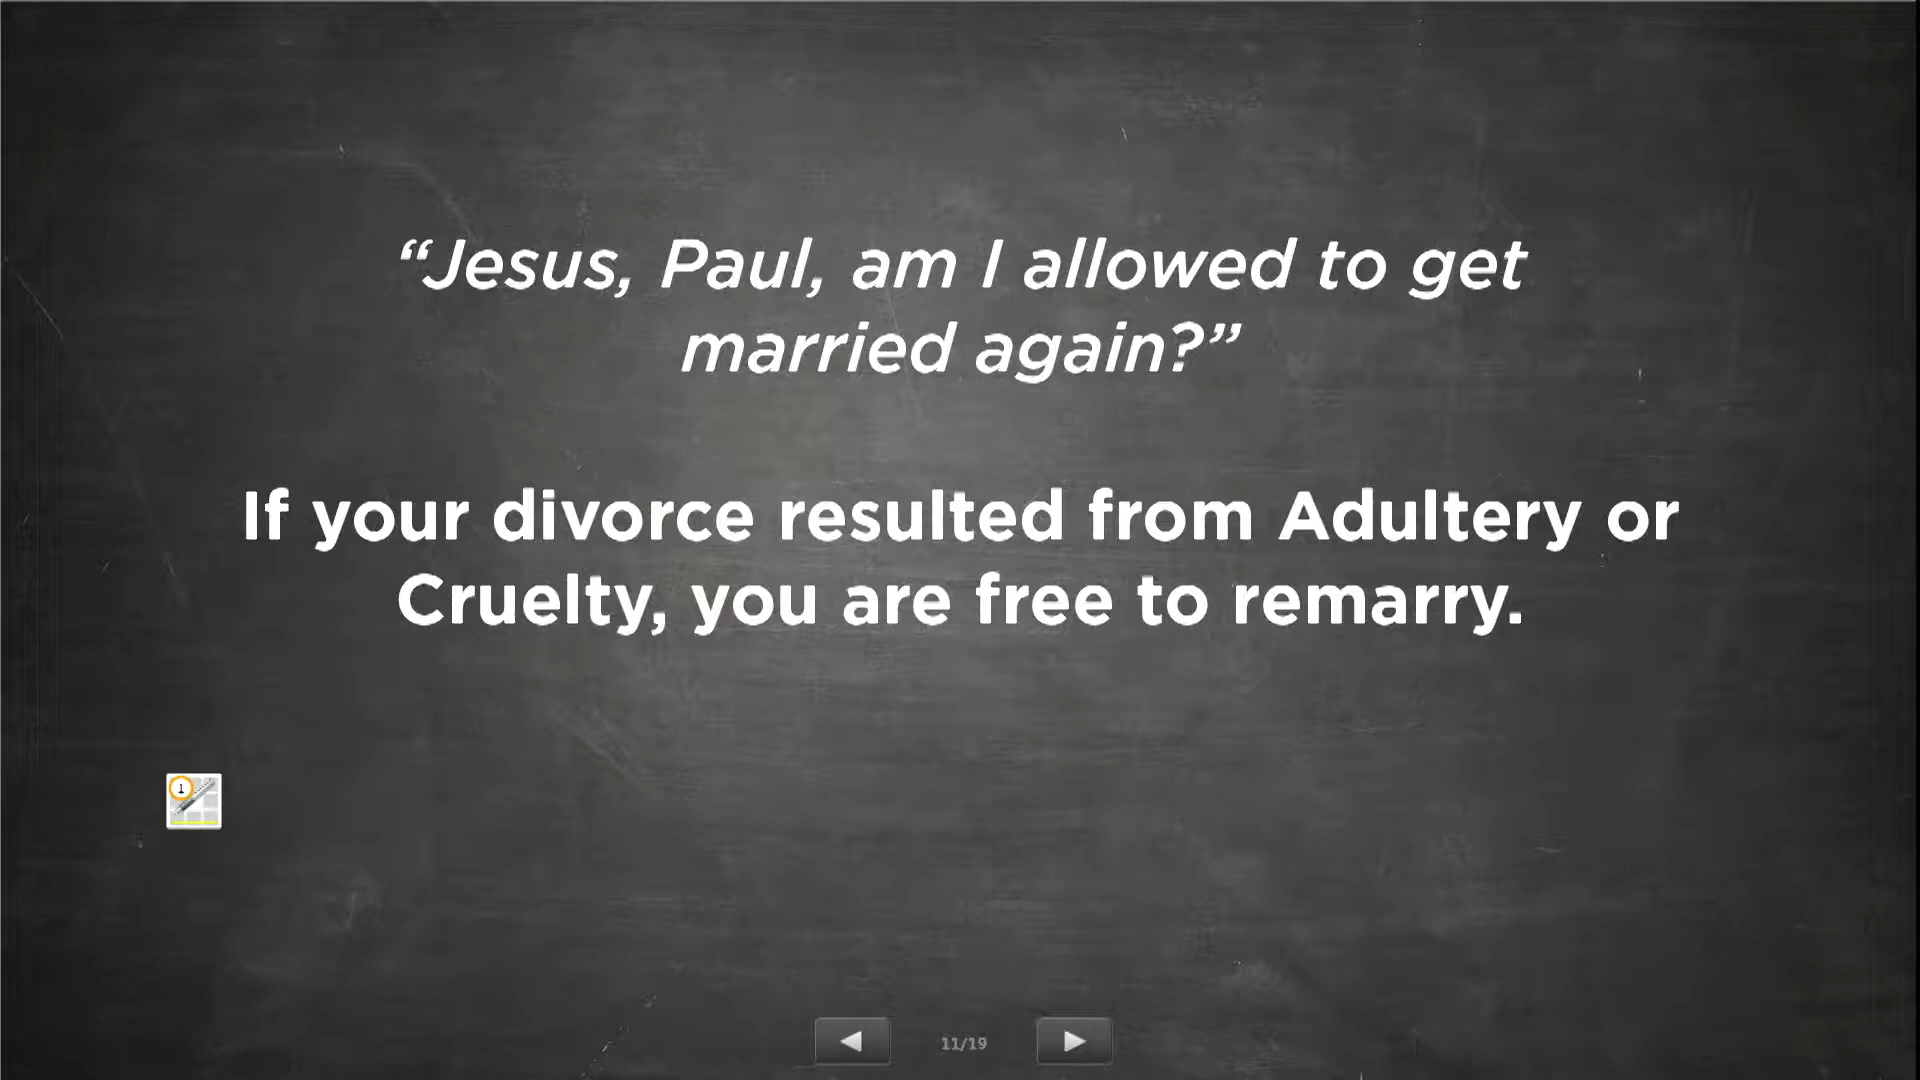 “Jesus, Paul, am I allowed to get
married again?”
If your divorce resulted from Adultery or
Cruelty, you are free to remarry.
1
11/19